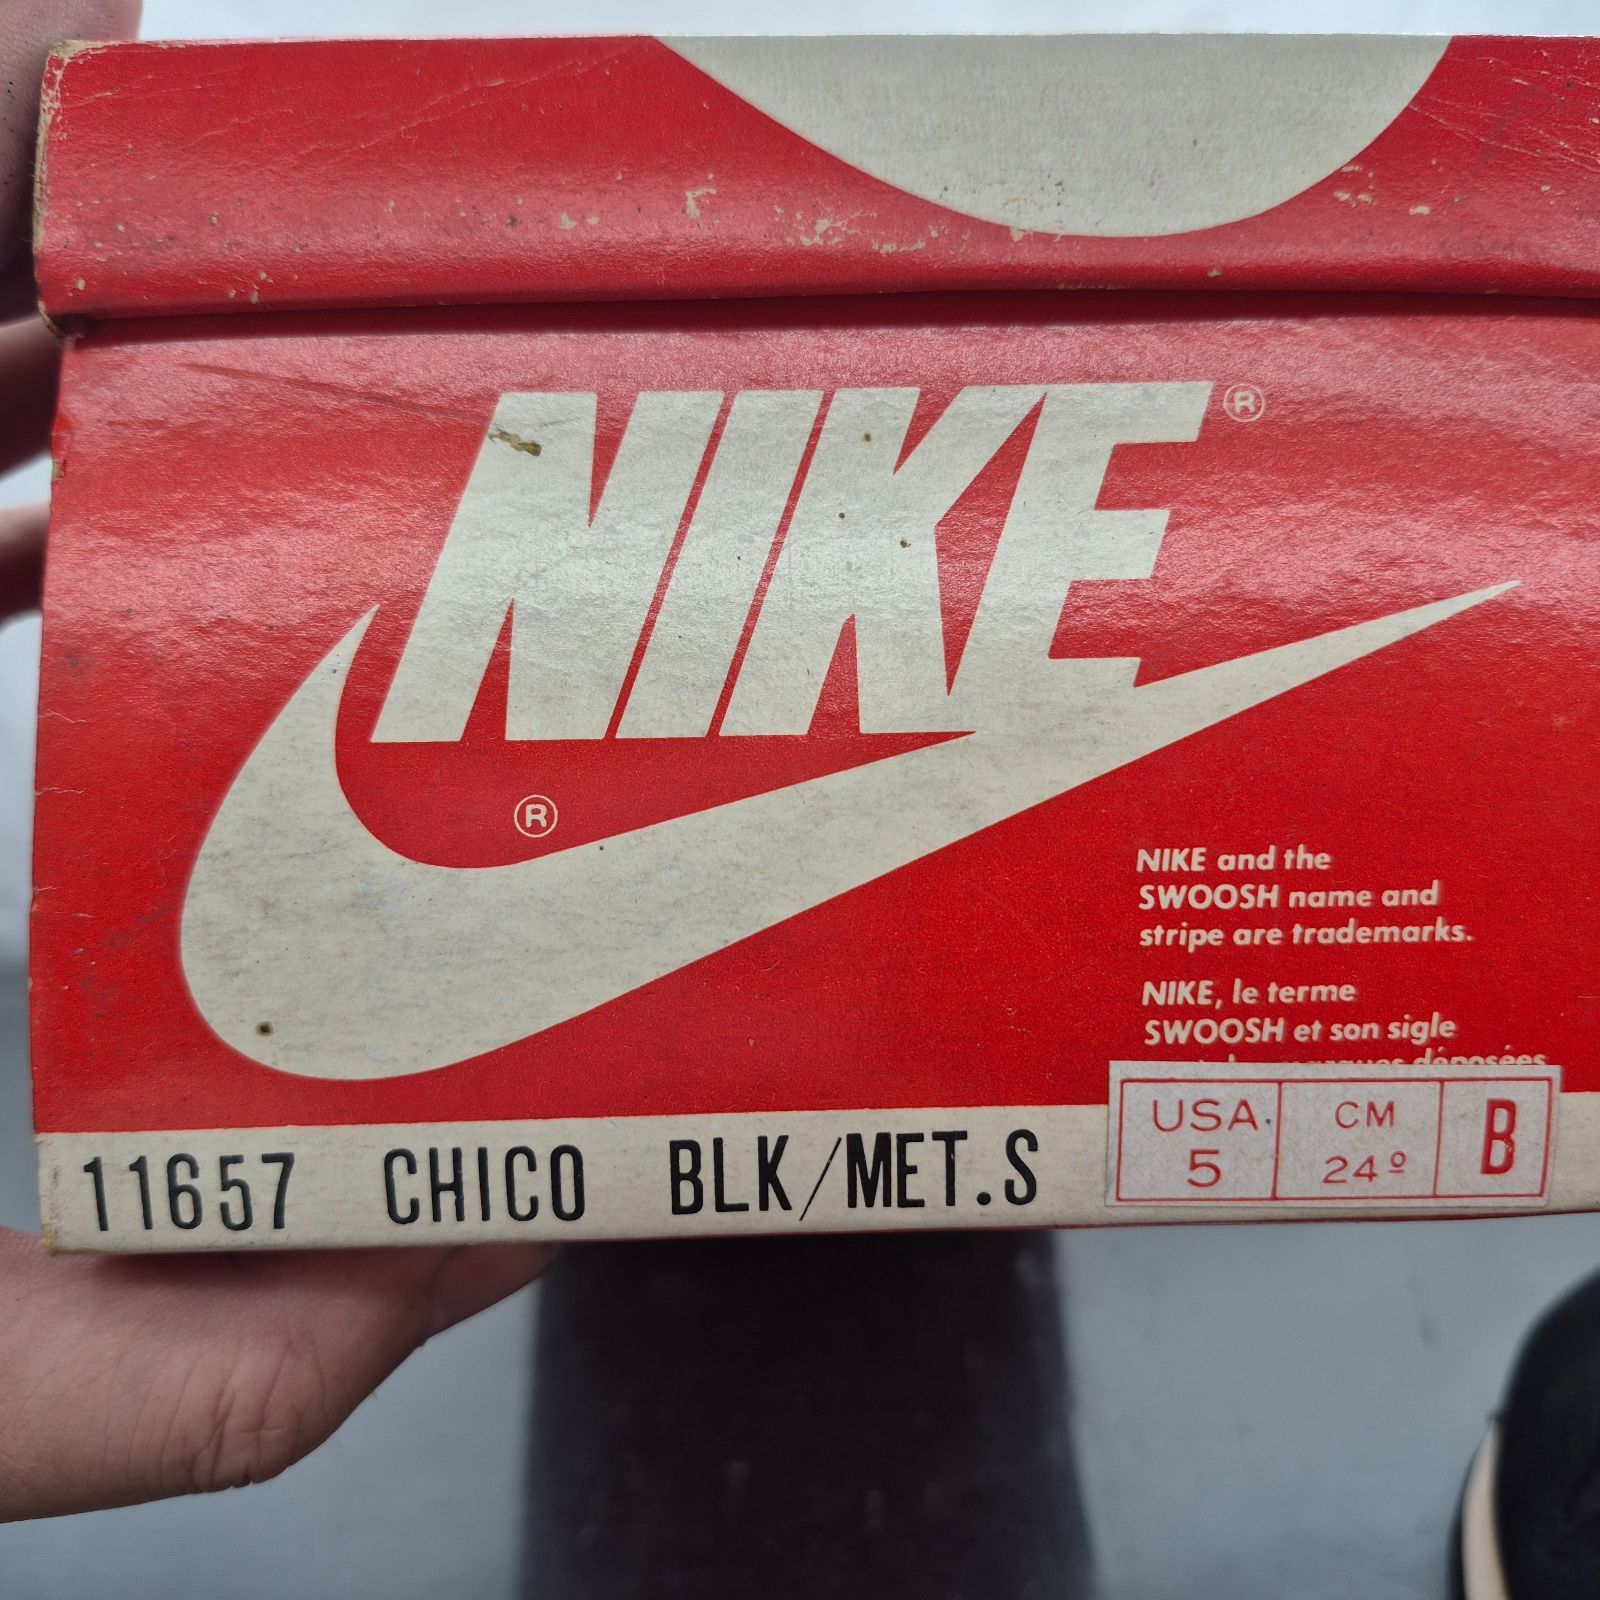 NIKE®
®
NIKE and the
SWOOSH name and
stripe are trademarks.
NIKE, le terme
SWOOSH et son sigle
déposées
11657 CHICO BLK/MET.S
USA. CM B
5 24º